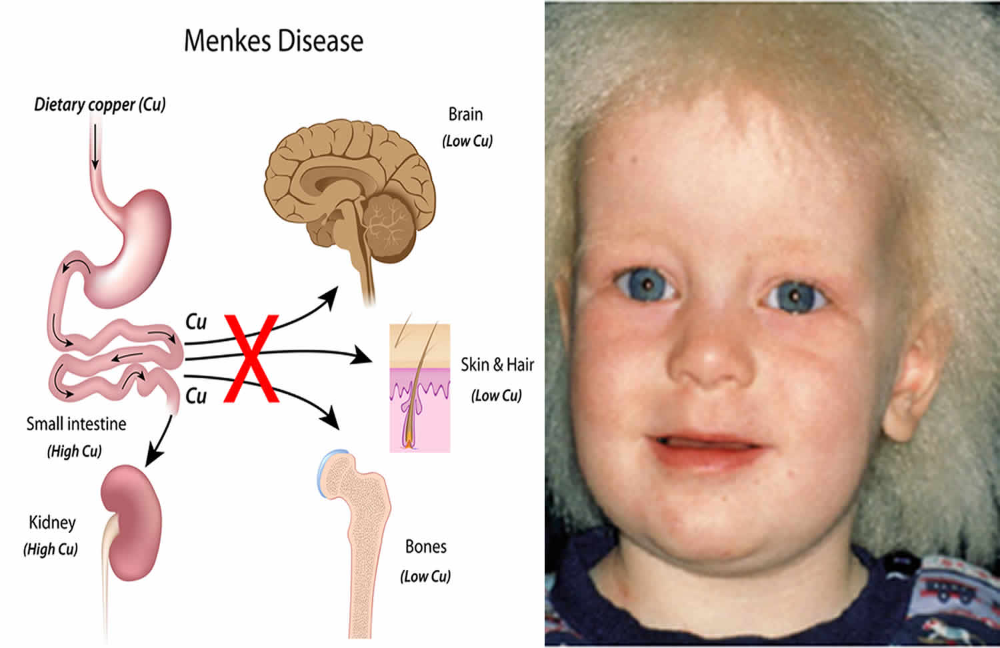 Menkes Disease
Dietary copper (Cu)
Brain
(Low Cu)
Cu
Cu
Skin & Hair
(Low Cu)
Small intestine
(High Cu)
Kidney
(High Cu)
Bones
(Low Cu)